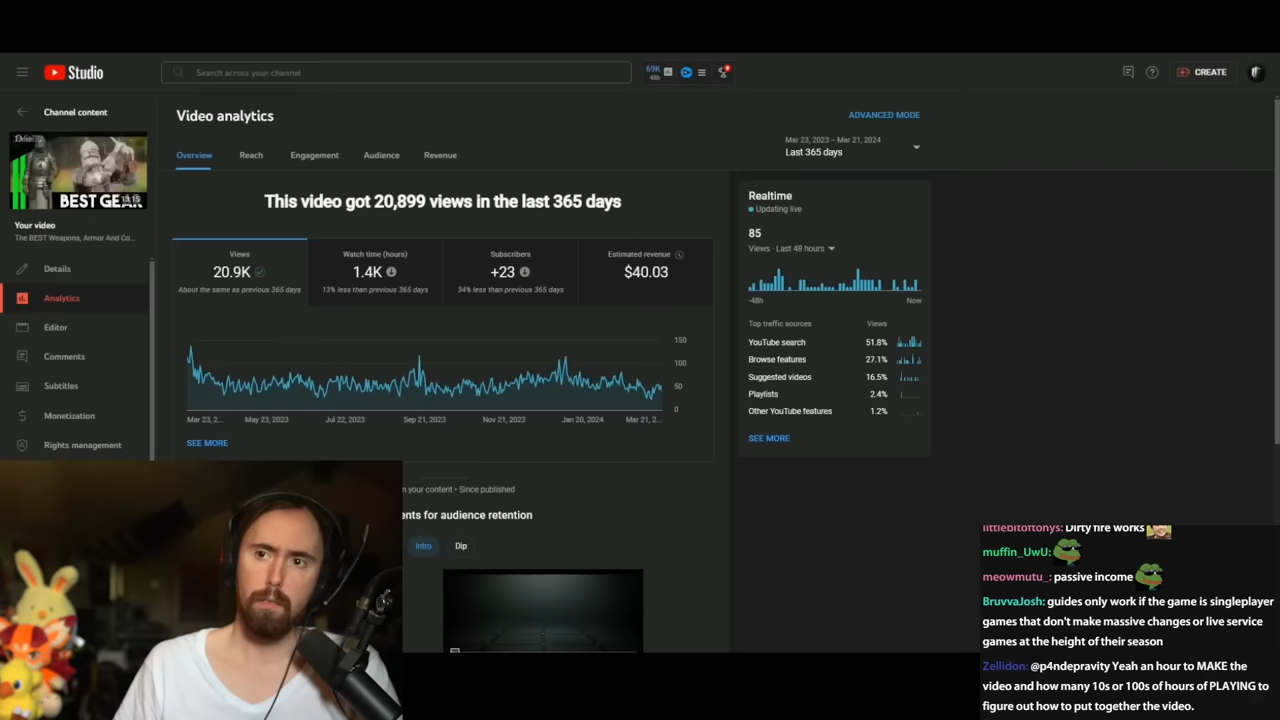 Studio
Search across your channel
69K
48h
CREATE
Channel content
Video analytics
ADVANCED MODE
Mar 23, 2023 – Mar 21, 2024
Last 365 days
Overview
Reach
Engagement
Audience
Revenue
BEST GEAR
13:15
Your video
The BEST Weapons, Armor And Co...
Details
Analytics
Editor
Comments
Subtitles
Monetization
Rights management
This video got 20,899 views in the last 365 days
Views
20.9K
About the same as previous 365 days
Watch time (hours)
1.4K
13% less than previous 365 days
Subscribers
+23
34% less than previous 365 days
Estimated revenue
$40.03
150
100
50
0
Mar 23, 2...
May 23, 2023
Jul 22, 2023
Sep 21, 2023
Nov 21, 2023
Jan 20, 2024
Mar 21, 2...
SEE MORE
Realtime
Updating live
85
Views · Last 48 hours
-48h
Now
Top traffic sources
Views
YouTube search
51.8%
Browse features
27.1%
Suggested videos
16.5%
Playlists
2.4%
Other YouTube features
1.2%
SEE MORE
n your content • Since published
ents for audience retention
Intro
Dip
littlebitoftonys: Dirty fire works
muffin_UwU:
meowmutu_: passive income
BruvvaJosh: guides only work if the game is singleplayer
games that don't make massive changes or live service
games at the height of their season
Zellidon: @p4ndepravity Yeah an hour to MAKE the
video and how many 10s or 100s of hours of PLAYING to
figure out how to put together the video.